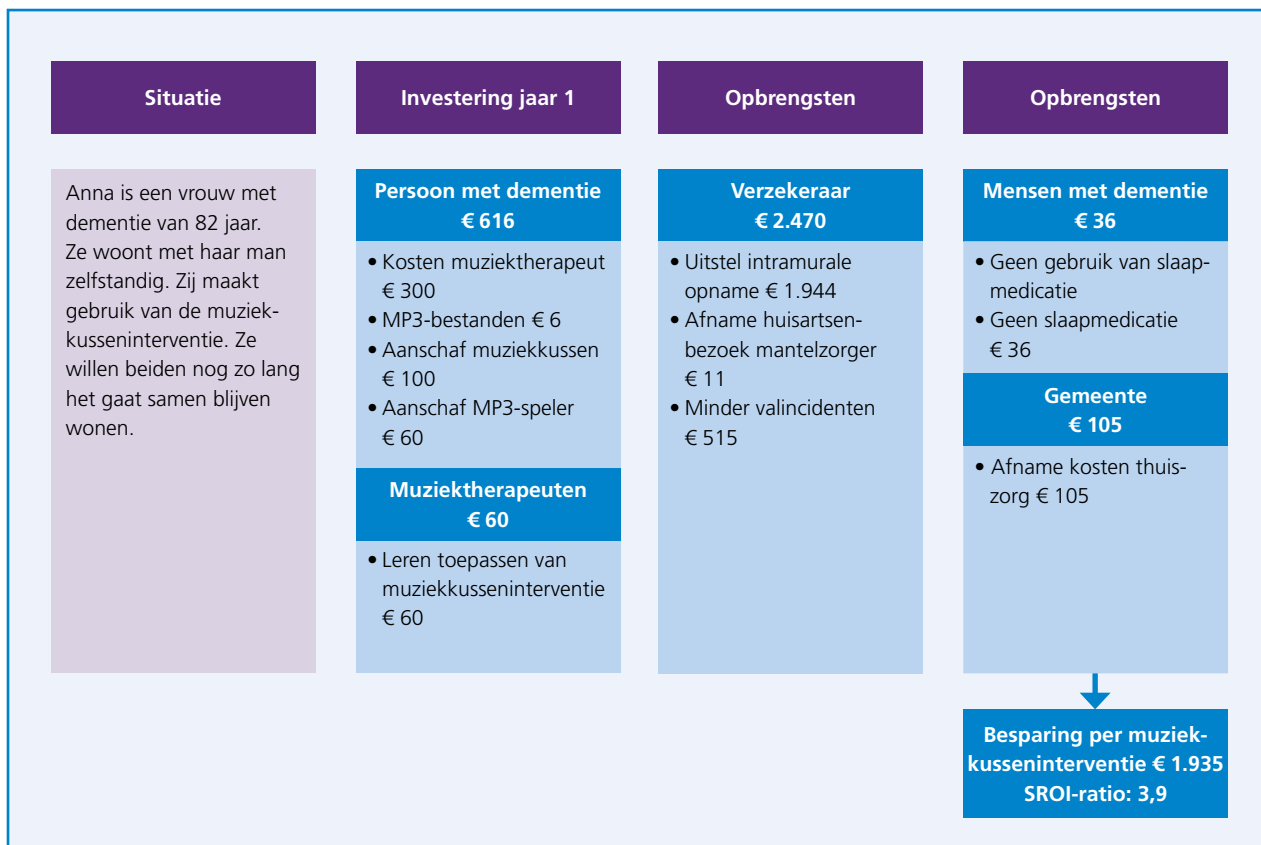 Situatie
Anna is een vrouw met
dementie van 82 jaar.
Ze woont met haar man
zelfstandig. Zij maakt
gebruik van de muziek-
kusseninterventie. Ze
willen beiden nog zo lang
het gaat samen blijven
wonen.
Investering jaar 1
Persoon met dementie
€ 616
• Kosten muziektherapeut
€ 300
• MP3-bestanden € 6
• Aanschaf muziekkussen
€ 100
• Aanschaf MP3-speler
€ 60
Muziektherapeuten
€ 60
• Leren toepassen van
muziekkusseninterventie
€ 60
Opbrengsten
Verzekeraar
€ 2.470
• Uitstel intramurale
opname € 1.944
• Afname huisartsen-
bezoek mantelzorger
€ 11
• Minder valincidenten
€ 515
Opbrengsten
Mensen met dementie
€ 36
• Geen gebruik van slaap-
medicatie
• Geen slaapmedicatie
€ 36
Gemeente
€ 105
• Afname kosten thuis-
zorg € 105
Besparing per muziek-
kusseninterventie € 1.935
SROI-ratio: 3,9